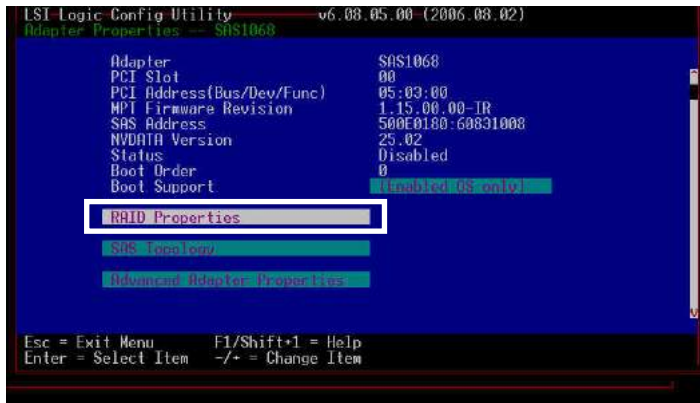 LSI Logic Config Utility v6.08.05.00 (2006.08.02)
Adapter Properties -- SAS1068
Adapter SAS1068
PCI Slot 00
PCI Address(Bus/Dev/Func) 05:03:00
MPT Firmware Revision 1.15.00.00-IR
SAS Address 500E0180:60831008
NVDATA Version 25.02
Status Disabled
Boot Order 0
Boot Support [Enabled OS only]
RAID Properties
SAS Topology
Advanced Adapter Properties
Esc = Exit Menu F1/Shift+1 = Help
Enter = Select Item -/+ = Change Item